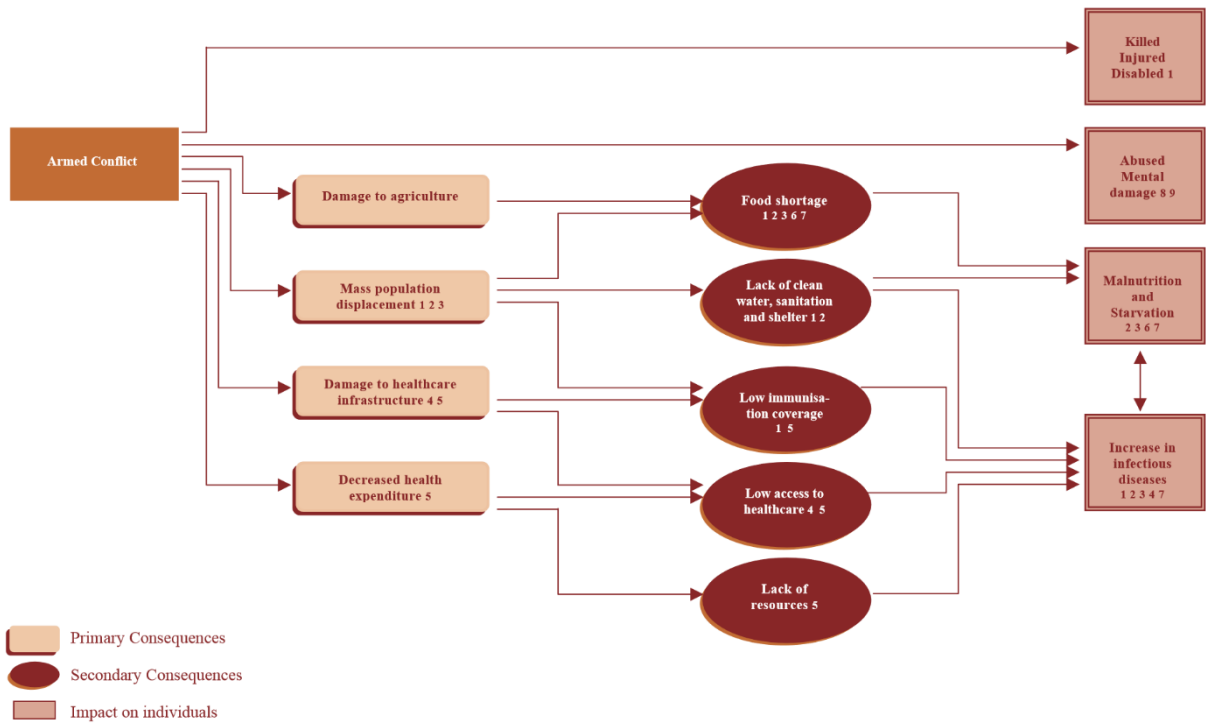 Killed
Injured
Disabled 1
Armed Conflict
Abused
Mental
damage 8 9
Damage to agriculture
Food shortage
1 2 3 6 7
Mass population
displacement 1 2 3
Lack of clean
water, sanitation
and shelter 1 2
Malnutrition
and
Starvation
2 3 6 7
Damage to healthcare
infrastructure 4 5
Low immunisa-
tion coverage
1 5
Increase in
infectious
diseases
1 2 3 4 7
Decreased health
expenditure 5
Low access to
healthcare 4 5
Lack of
resources 5
Primary Consequences
Secondary Consequences
Impact on individuals